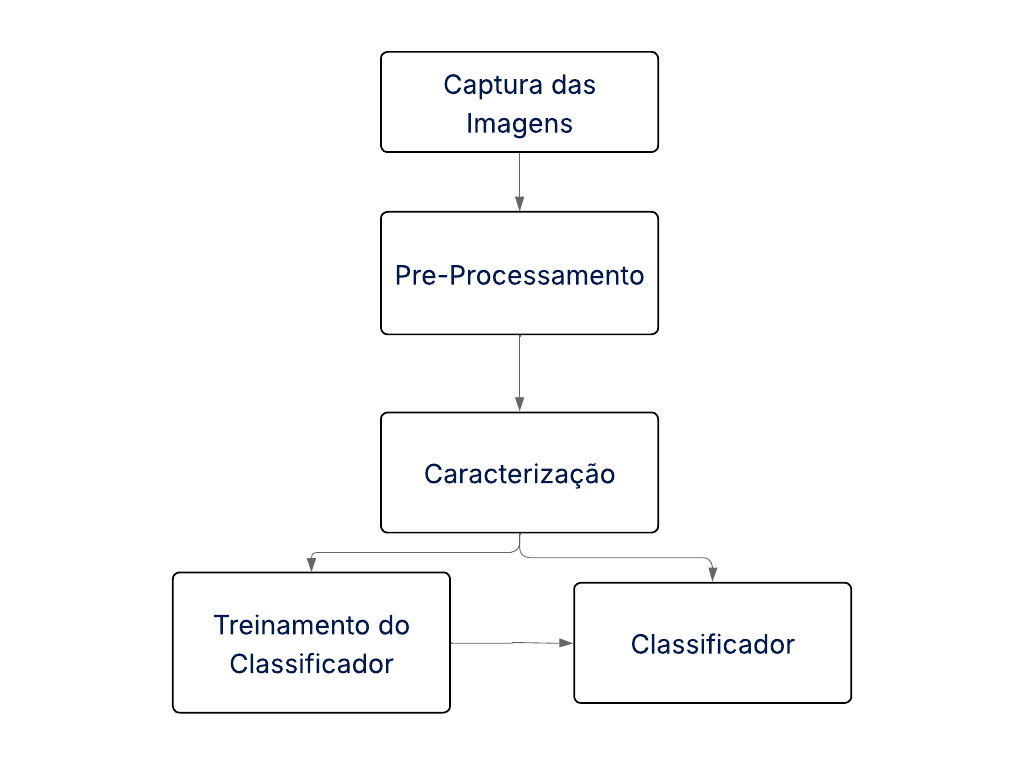 Captura das
Imagens
Pre-Processamento
Caracterização
Treinamento do
Classificador
Classificador